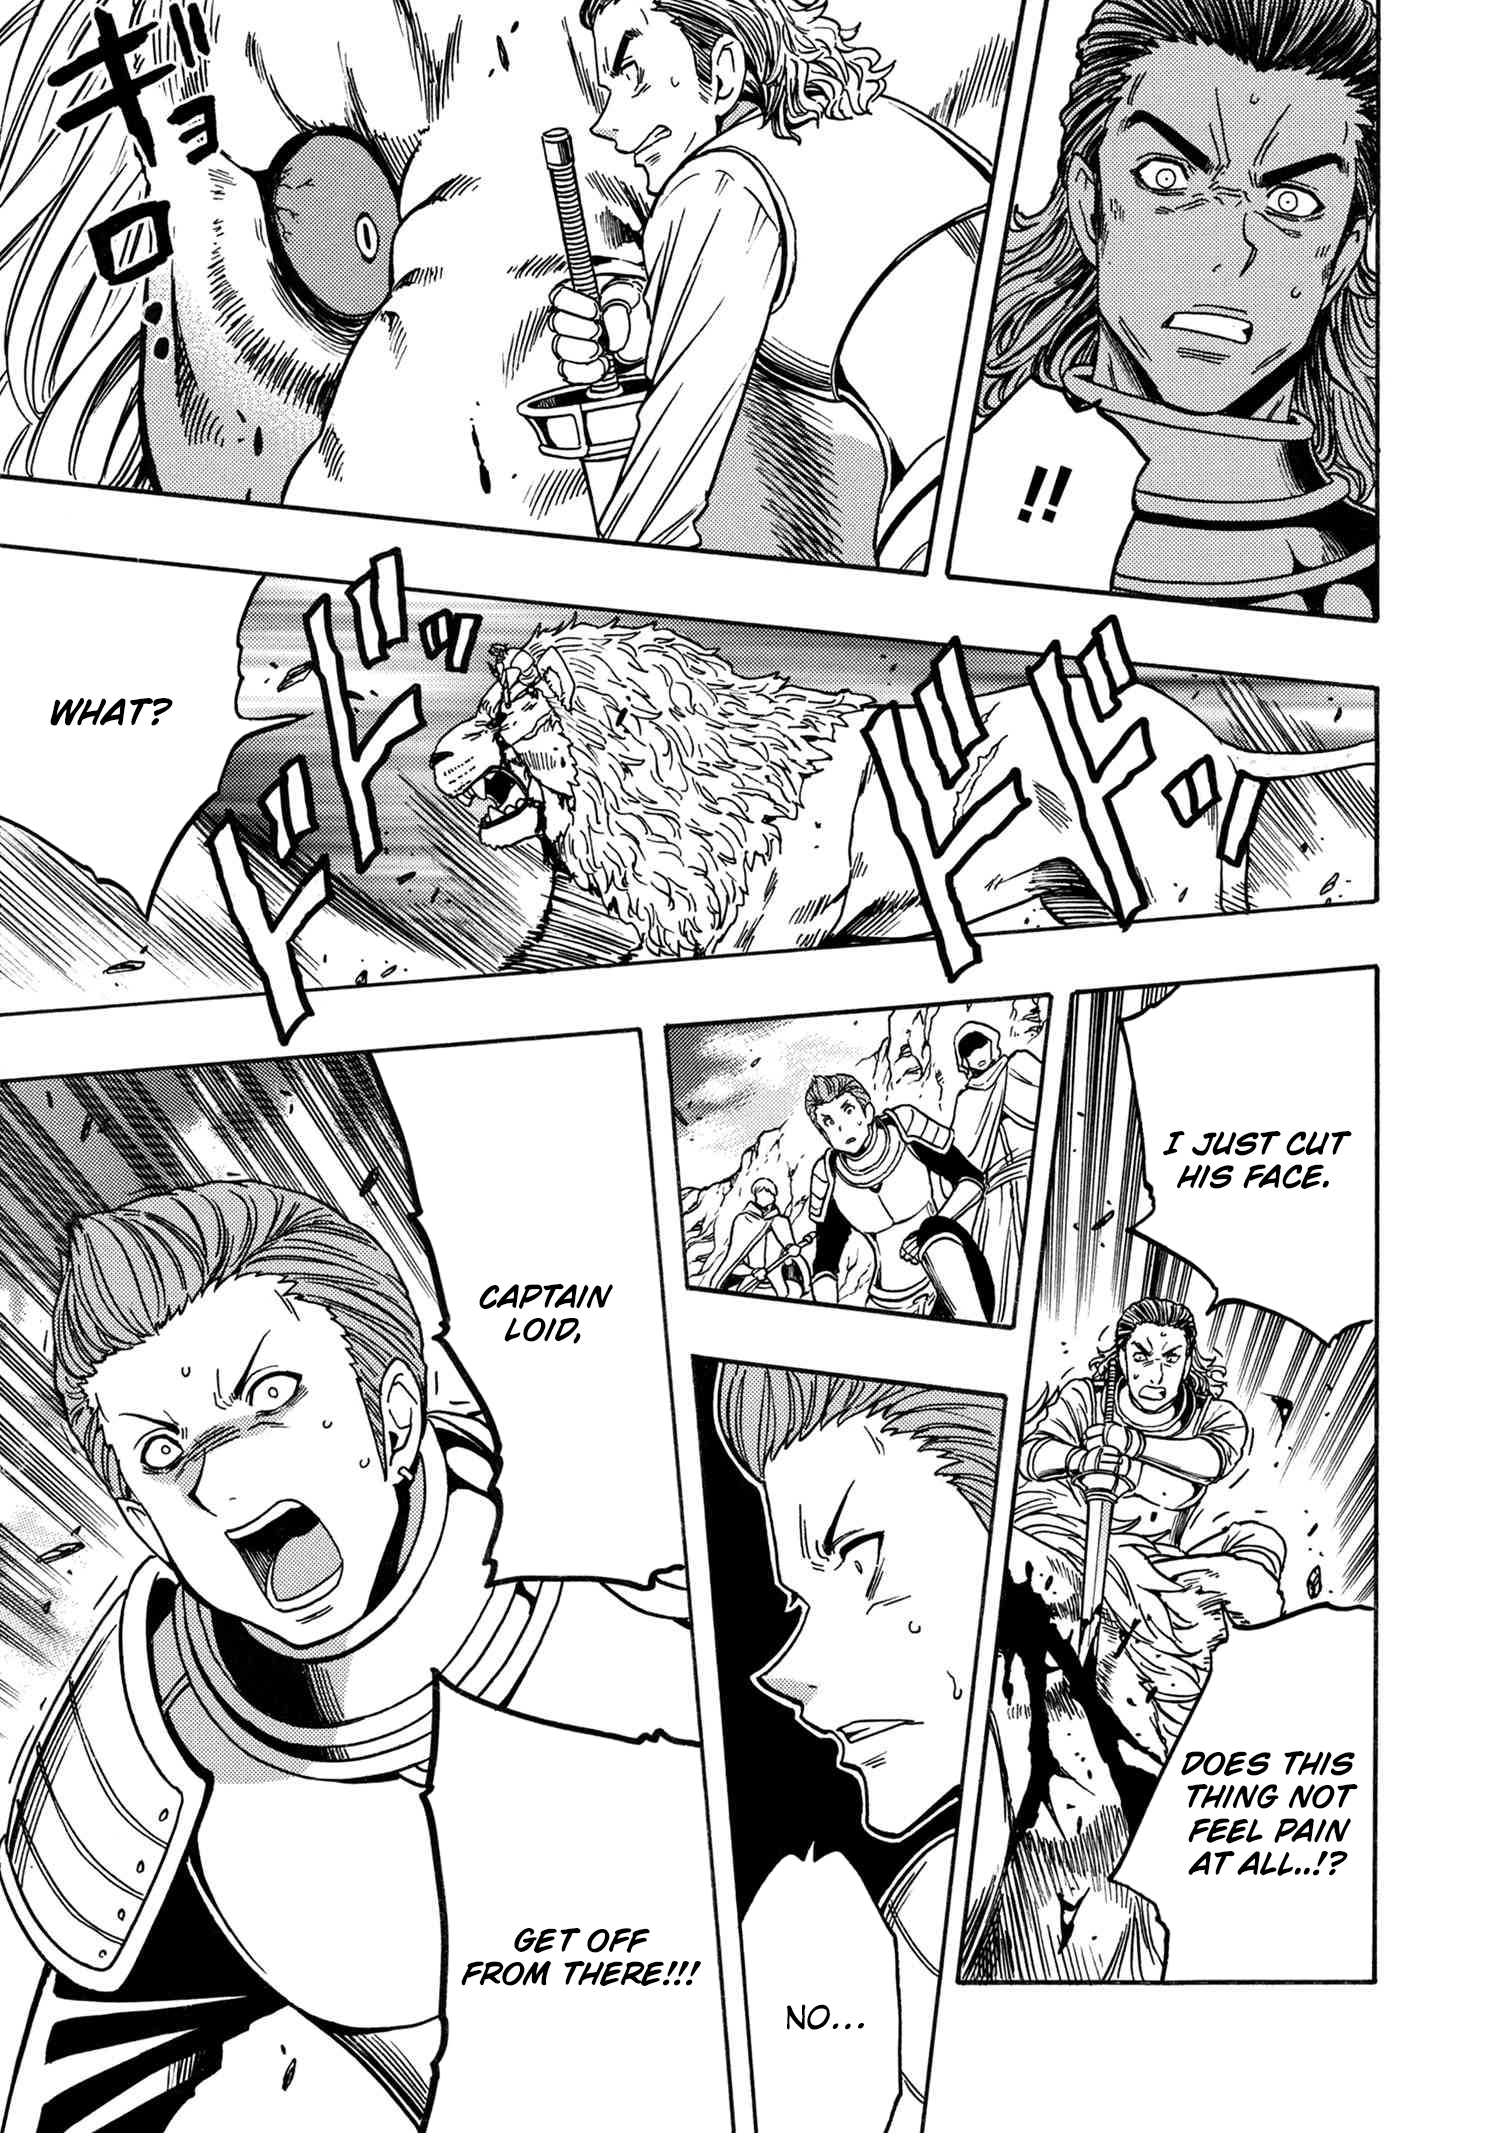 !!
ギョロ
WHAT?
ドドッ
ドドッ
I JUST CUT
HIS FACE.
DOES THIS
THING NOT
FEEL PAIN
AT ALL..!?
NO...
CAPTAIN
LOID,
GET OFF
FROM THERE!!!